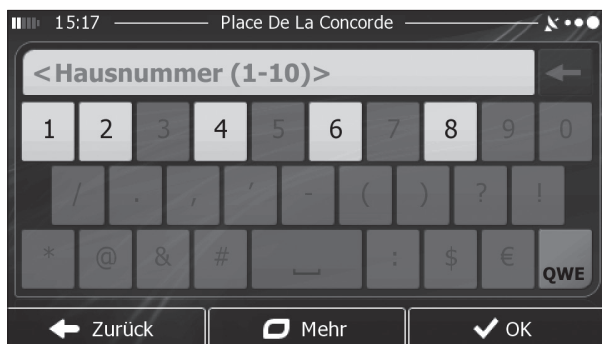 15:17 Place De La Concorde
<Hausnummer (1-10)>
1 2 3 4 5 6 7 8 9 0
/ . , ' - ( ) ? !
* @ & # : $ € QWE
Zurück Mehr OK